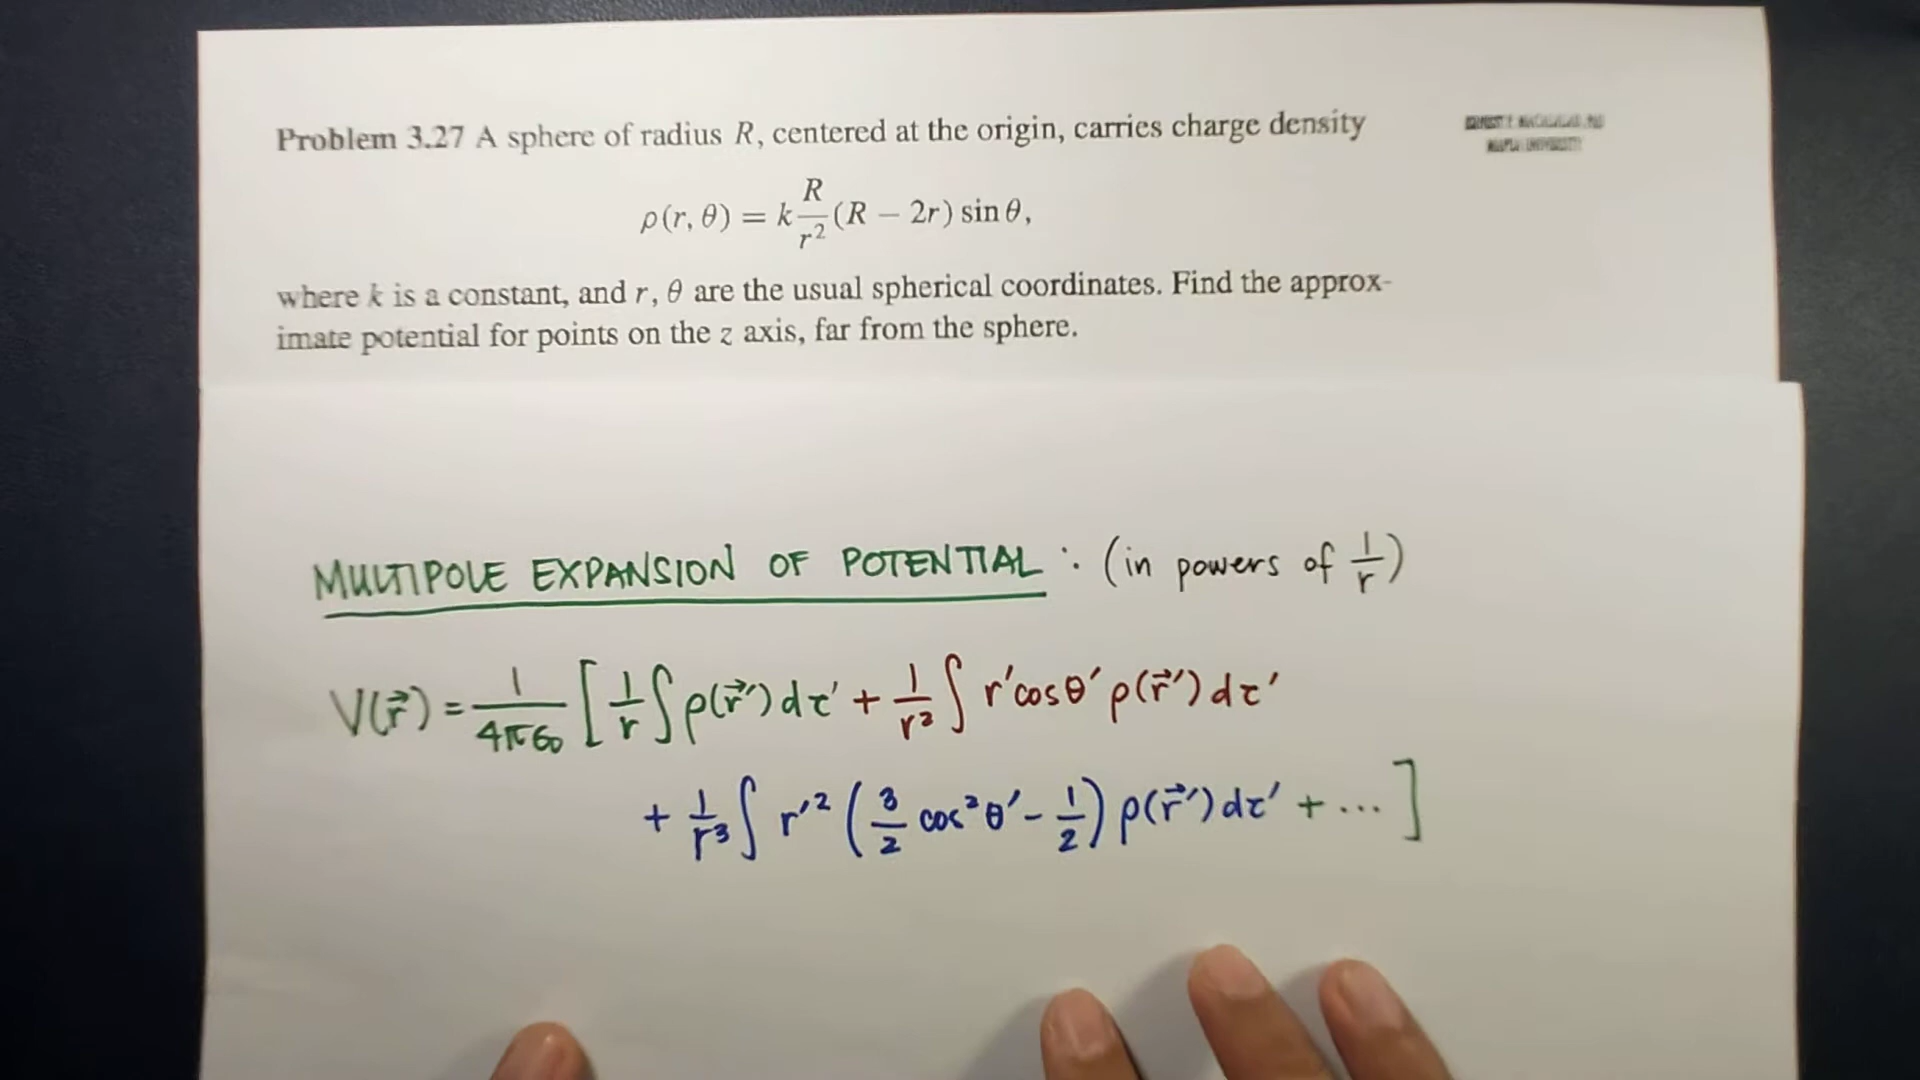 Problem 3.27 A sphere of radius R, centered at the origin, carries charge density
ρ(r, θ) = k R/r² (R − 2r) sin θ,
where k is a constant, and r, θ are the usual spherical coordinates. Find the approx-
imate potential for points on the z axis, far from the sphere.
MULTIPOLE EXPANSION OF POTENTIAL : (in powers of 1/r)
V(r⃗) = 1/4πϵ₀ [ 1/r ∫ ρ(r⃗′) dτ′ + 1/r² ∫ r′cosθ′ ρ(r⃗′) dτ′
+ 1/r³ ∫ r′² (3/2 cos²θ′ − 1/2) ρ(r⃗′) dτ′ + ... ]